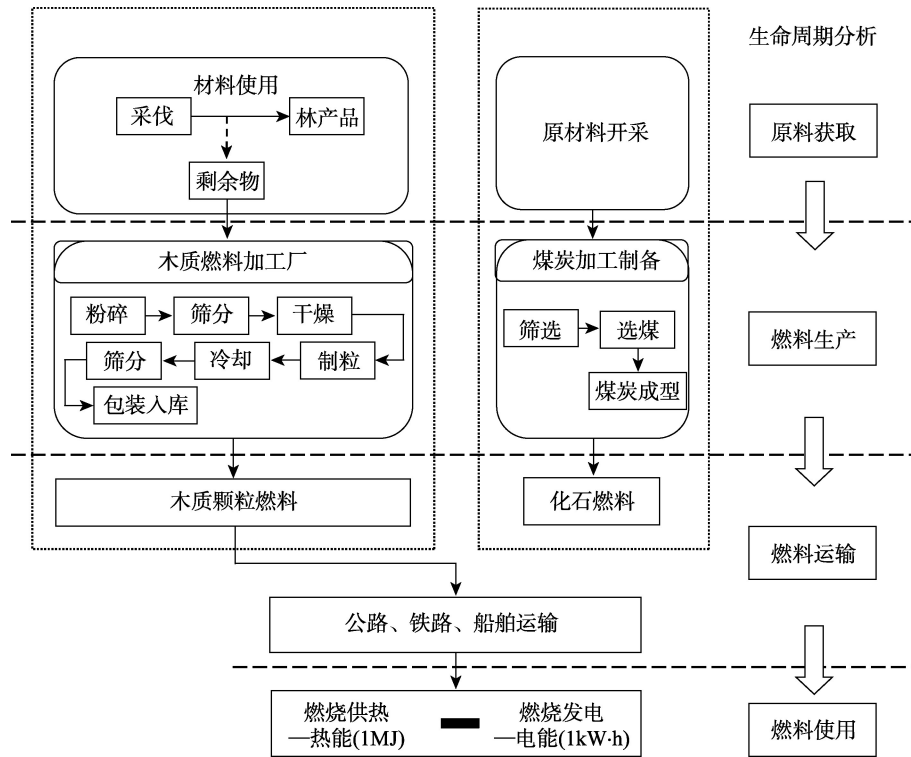 生命周期分析
材料使用
采伐
林产品
剩余物
原材料开采
原料获取
木质燃料加工厂
粉碎
筛分
干燥
筛分
冷却
制粒
包装入库
煤炭加工制备
筛选
选煤
煤炭成型
燃料生产
木质颗粒燃料
化石燃料
燃料运输
公路、铁路、船舶运输
燃烧供热
—热能(1MJ)
燃烧发电
—电能(1kW·h)
燃料使用